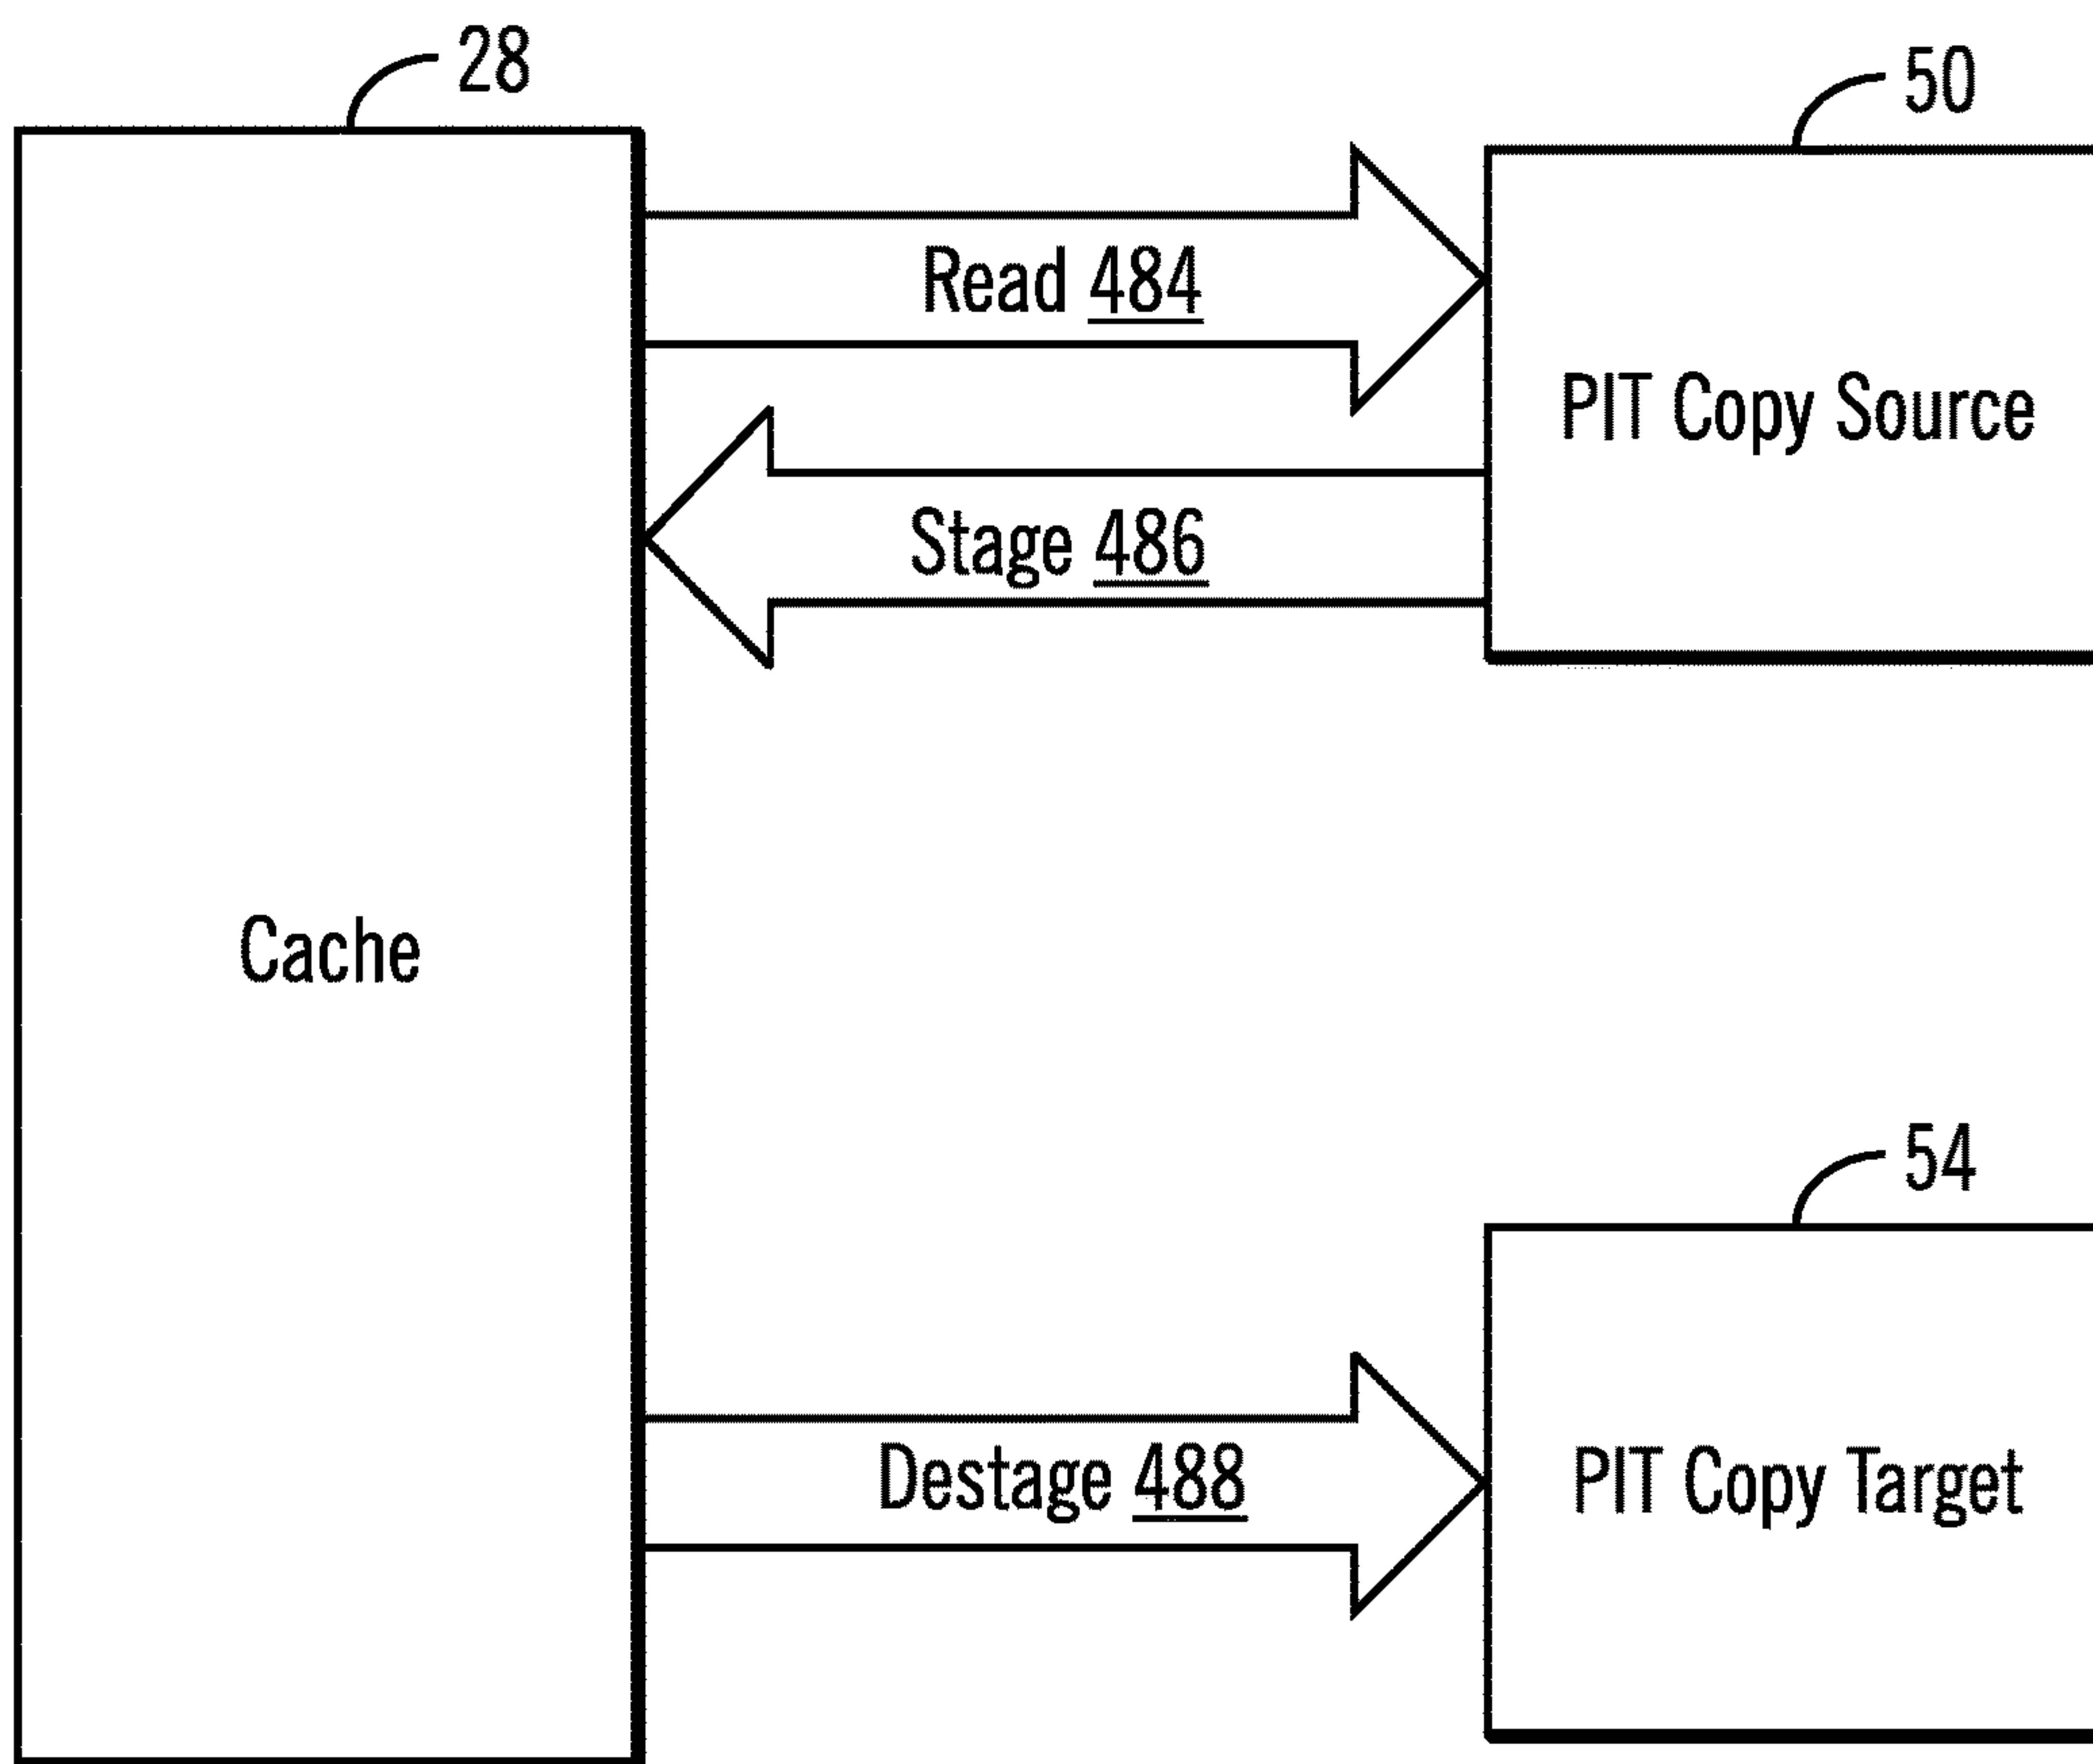 28
50
Read 484
PIT Copy Source
Stage 486
Cache
54
Destage 488
PIT Copy Target